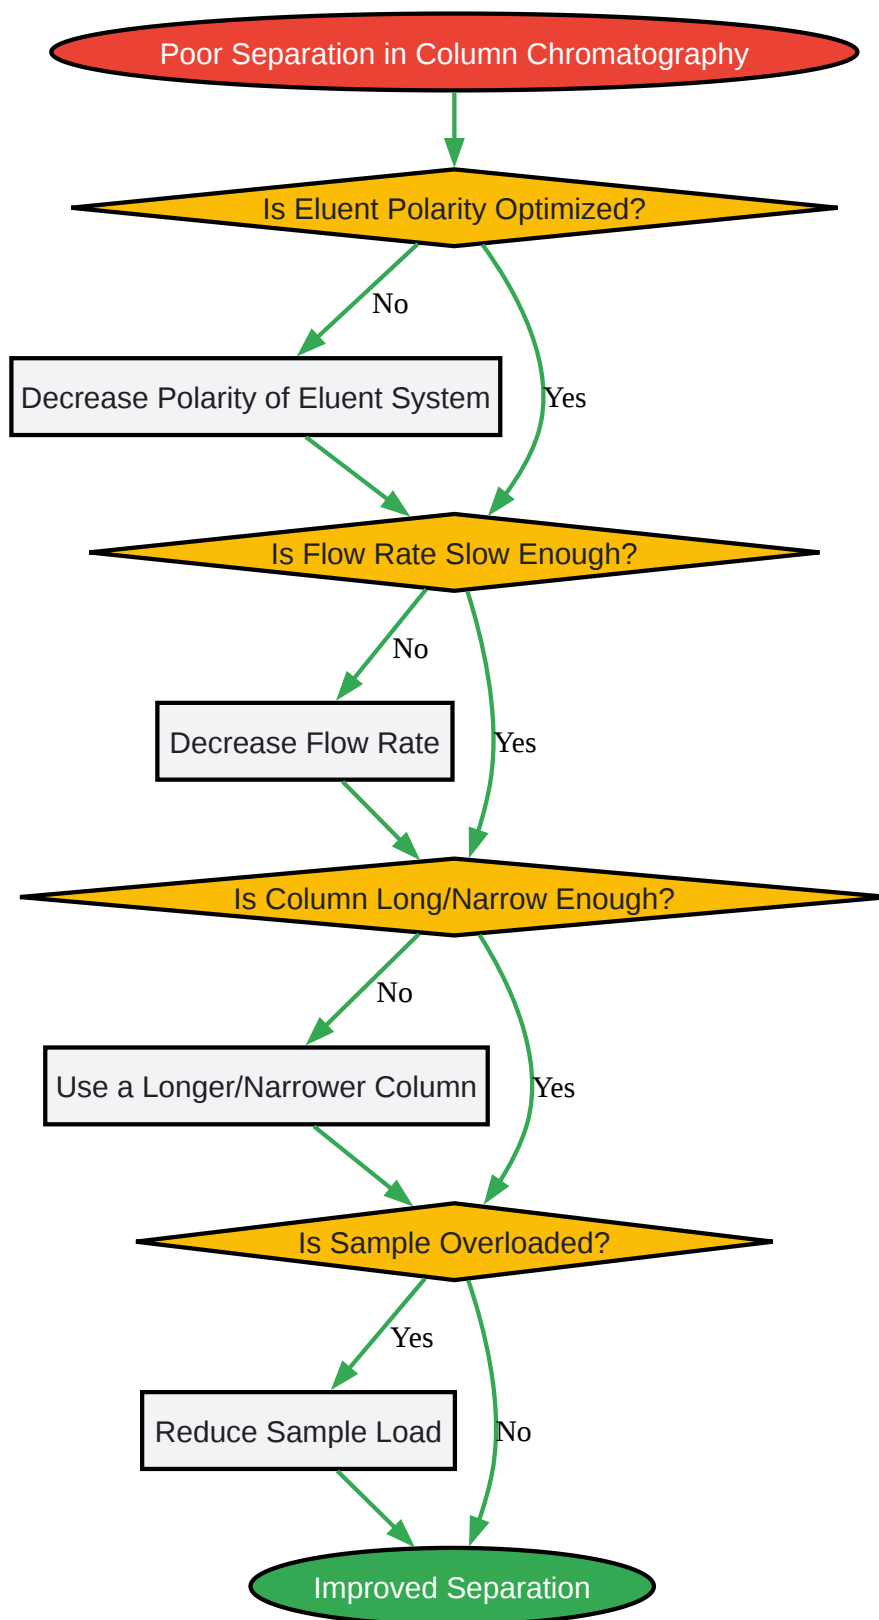 Poor Separation in Column Chromatography
Is Eluent Polarity Optimized?
No
Decrease Polarity of Eluent System
Yes
Is Flow Rate Slow Enough?
No
Decrease Flow Rate
Yes
Is Column Long/Narrow Enough?
No
Use a Longer/Narrower Column
Yes
Is Sample Overloaded?
Yes
Reduce Sample Load
No
Improved Separation